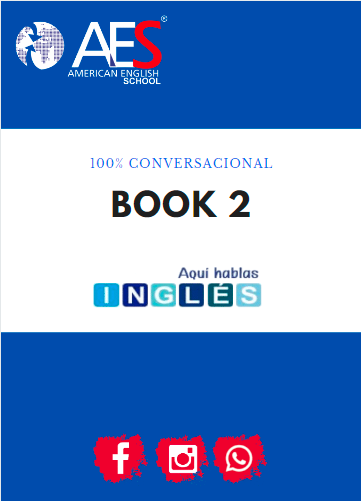 AES®
AMERICAN ENGLISH
SCHOOL
100% CONVERSACIONAL
BOOK 2
Aquí hablas
INGLÉS